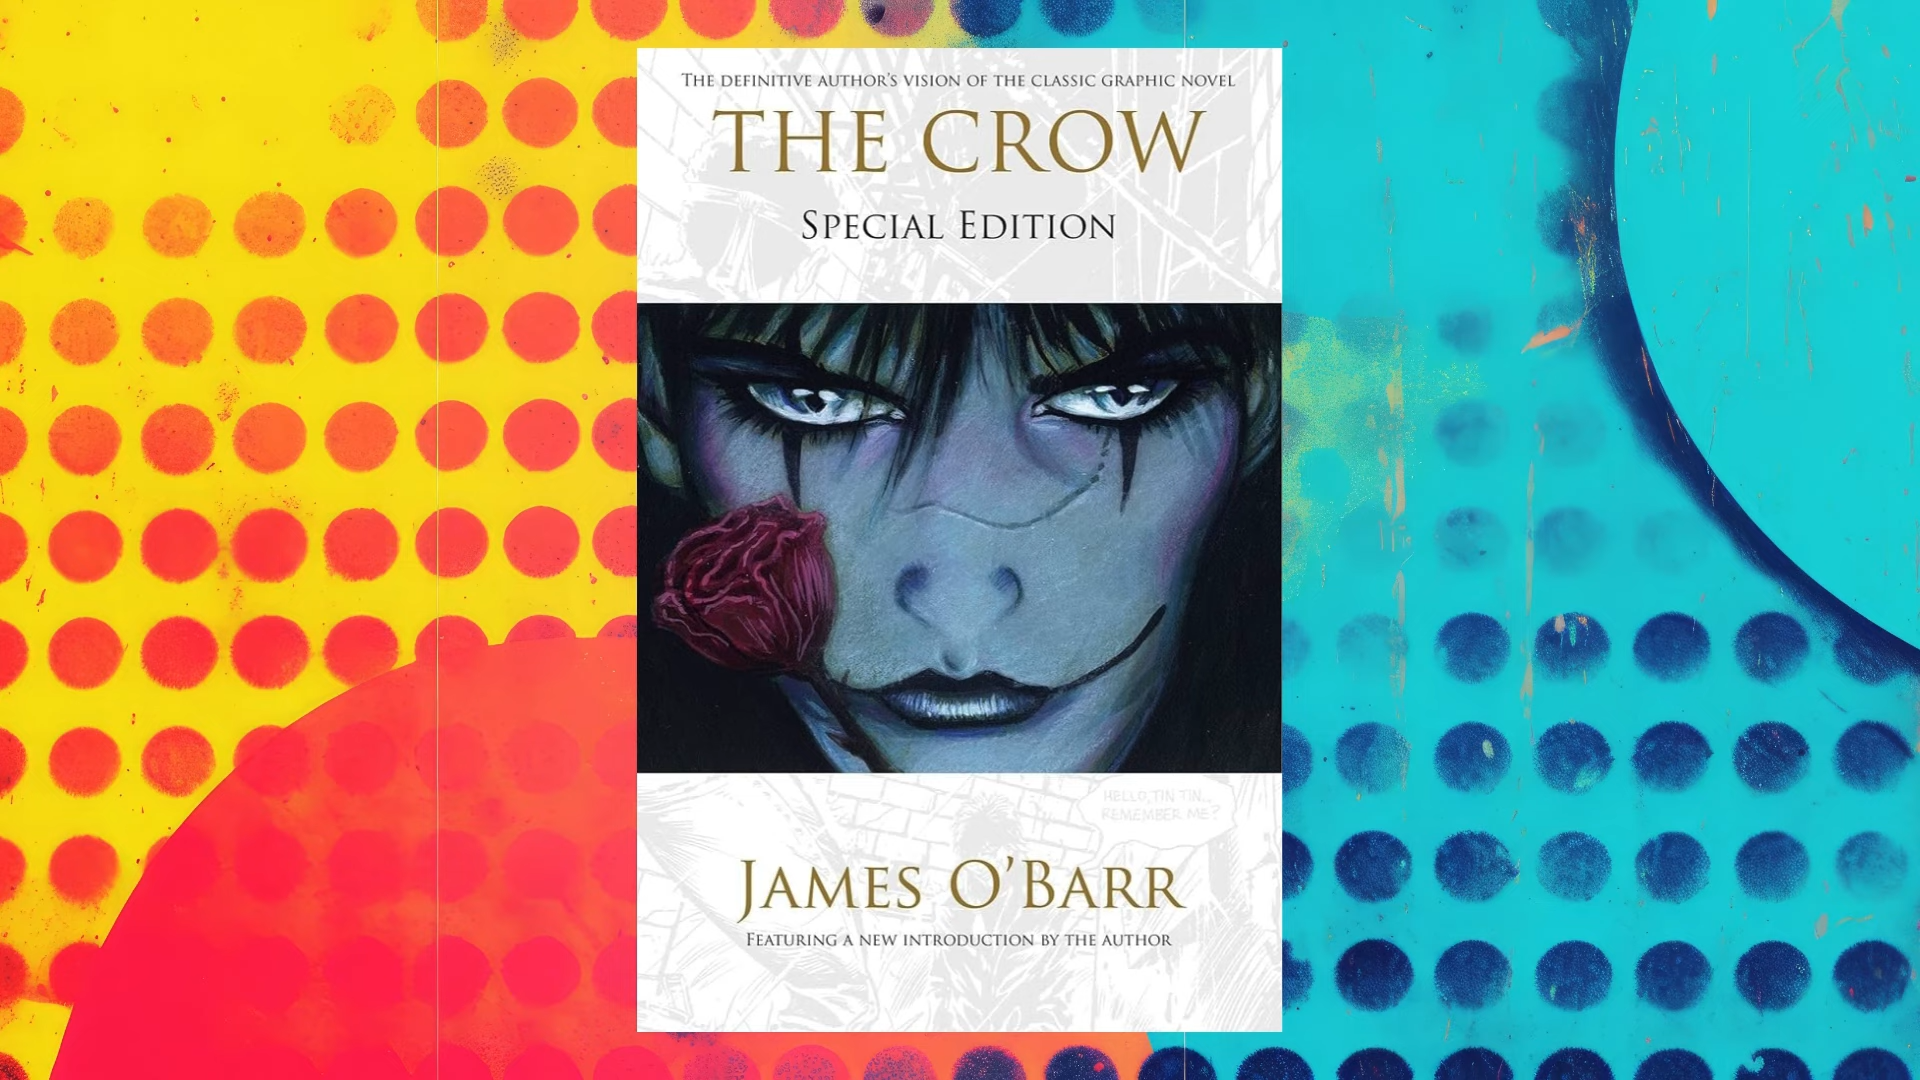 THE DEFINITIVE AUTHOR'S VISION OF THE CLASSIC GRAPHIC NOVEL
THE CROW
SPECIAL EDITION
HELLO, TIN TIN...
REMEMBER ME?
JAMES O'BARR
FEATURING A NEW INTRODUCTION BY THE AUTHOR